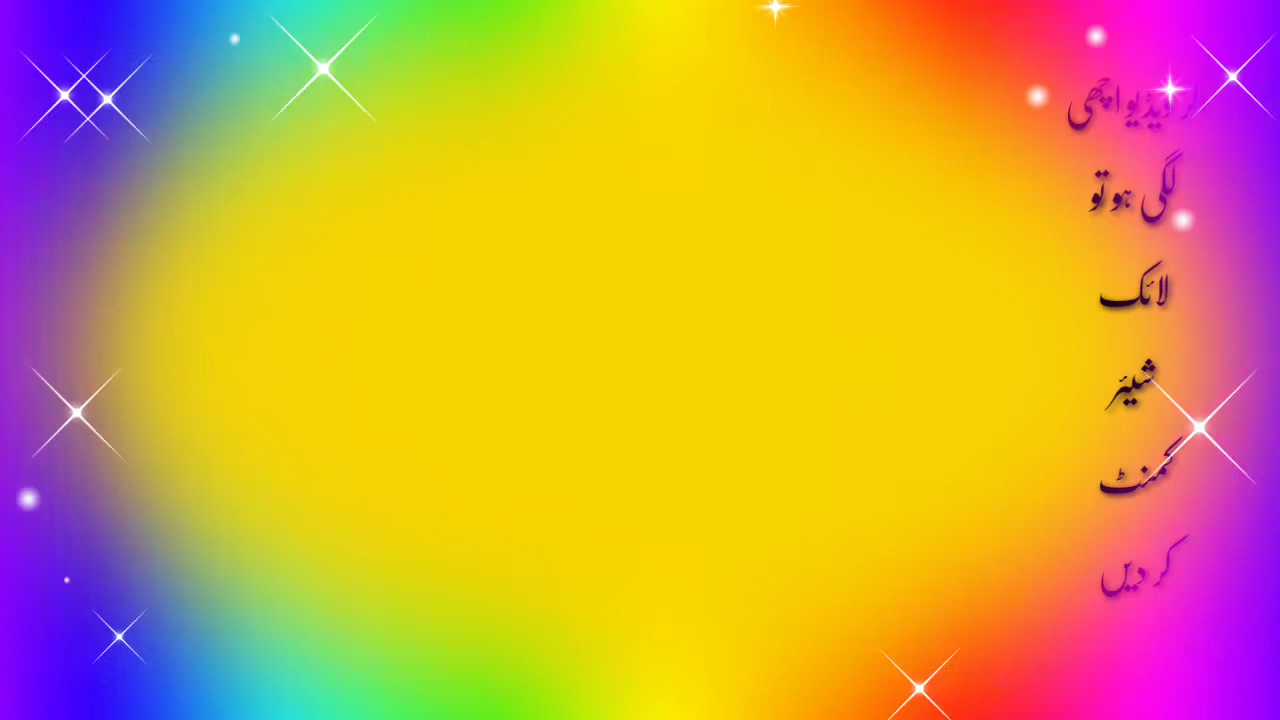 ویڈیو اچھی
لگی ہو تو
لائک
شیئر
کمنٹ
کر دیں